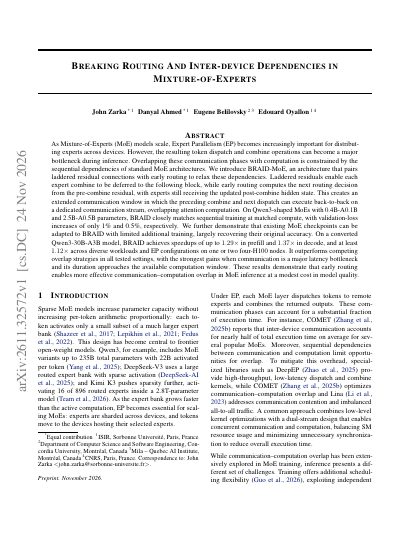 BREAKING ROUTING AND INTER-DEVICE DEPENDENCIES IN
MIXTURE-OF-EXPERTS
John Zarka * 1 Danyal Ahmed * 1 Eugene Belilovsky 2 3 Edouard Oyallon 1 4
ABSTRACT
As Mixture-of-Experts (MoE) models scale, Expert Parallelism (EP) becomes increasingly important for distribut-
ing experts across devices. However, the resulting token dispatch and combine operations can become a major
bottleneck during inference. Overlapping these communication phases with computation is constrained by the
sequential dependencies of standard MoE architectures. We introduce BRAID-MoE, an architecture that pairs
laddered residual connections with early routing to relax these dependencies. Laddered residuals enable each
expert combine to be deferred to the following block, while early routing computes the next routing decision
from the pre-combine residual, with experts still receiving the updated post-combine hidden state. This creates an
extended communication window in which the preceding combine and next dispatch can execute back-to-back
on a dedicated communication stream, overlapping attention computation. On Qwen3-shaped MoEs with 0.4B-A0.1B
and 2.5B-A0.5B parameters, BRAID closely matches sequential training at matched compute, with validation-loss
increases of only 1% and 0.5%, respectively. We further demonstrate that existing MoE checkpoints can be
adapted to BRAID with limited additional training, largely recovering their original accuracy. On a converted
Qwen3-30B-A3B model, BRAID achieves speedups of up to 1.29× in prefill and 1.37× in decode, and at least
1.12× across diverse workloads and EP configurations on one or two four-H100 nodes. It outperforms competing
overlap strategies in all tested settings, with the strongest gains when communication is a major latency bottleneck
and its duration approaches the available computation window. These results demonstrate that early routing
enables more effective communication-computation overlap in MoE inference at a modest cost in model quality.
1 INTRODUCTION
Sparse MoE models increase parameter capacity without
increasing per-token arithmetic proportionally: each to-
ken activates only a small subset of a much larger expert
bank (Shazeer et al., 2017; Lepikhin et al., 2021; Fedus
et al., 2022). This design has become central to frontier
open-weight models. Qwen3, for example, includes MoE
variants up to 235B total parameters with 22B activated
per token (Yang et al., 2025); DeepSeek-V3 uses a large
routed expert bank with sparse activation (DeepSeek-AI
et al., 2025); and Kimi K3 pushes sparsity further, acti-
vating 16 of 896 routed experts inside a 2.8T-parameter
model (Team et al., 2026). As the expert bank grows faster
than the active computation, EP becomes essential for scal-
ing MoEs: experts are sharded across devices, and tokens
move to the devices hosting their selected experts.
* Equal contribution 1 ISIR, Sorbonne Université, Paris, France
2 Department of Computer Science and Software Engineering, Con-
cordia University, Montréal, Canada 3 Mila – Quebec AI Institute,
Montréal, Canada 4 CNRS, Paris, France. Correspondence to: John
Zarka <john.zarka@sorbonne-universite.fr>.
Preprint. November 2026.
Under EP, each MoE layer dispatches tokens to remote
experts and combines the returned outputs. These com-
munication phases can account for a substantial fraction
of execution time. For instance, COMET (Zhang et al.,
2025b) reports that inter-device communication accounts
for nearly half of total execution time on average for sev-
eral popular MoEs. Moreover, sequential dependencies
between communication and computation limit opportu-
nities for overlap. To mitigate this overhead, special-
ized libraries such as DeepEP (Zhao et al., 2025) pro-
vide high-throughput, low-latency dispatch and combine
kernels, while COMET (Zhang et al., 2025b) optimizes
communication–computation overlap and Lina (Li et al.,
2023) addresses communication contention and imbalanced
all-to-all traffic. A common approach combines low-level
kernel optimizations with a dual-stream design that enables
concurrent communication and computation, balancing SM
resource usage and minimizing unnecessary synchroniza-
tion to reduce overall execution time.
While communication–computation overlap has been exten-
sively explored in MoE training, inference presents a dif-
ferent set of challenges. Training offers additional schedul-
ing flexibility (Guo et al., 2026), exploiting independent
arXiv:2611.32572v1 [cs.DC] 24 Nov 2026